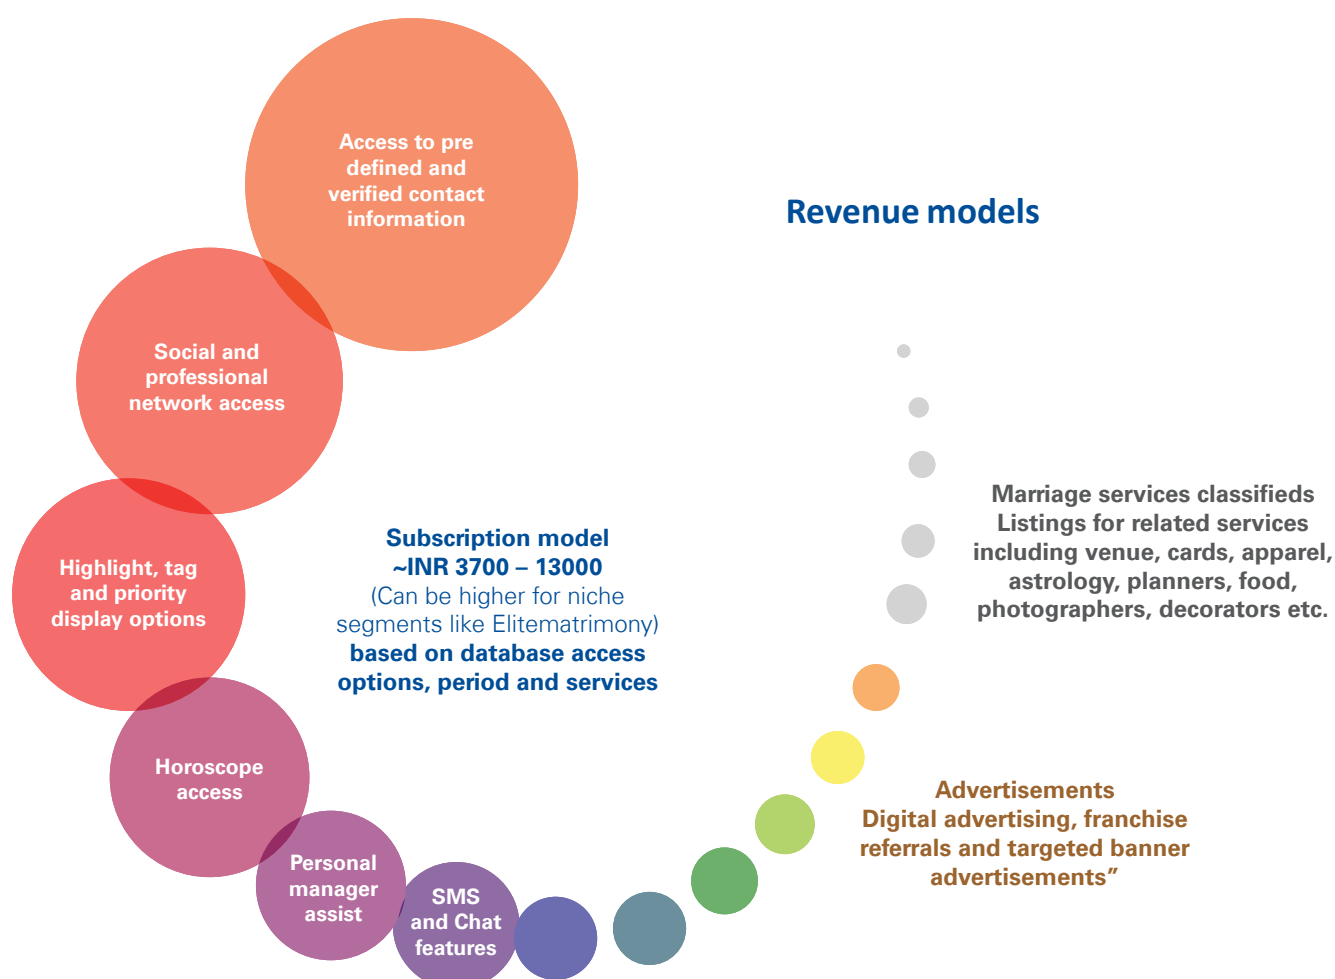 Access to pre
defined and
verified contact
information
Revenue models
Social and
professional
network access
Highlight, tag
and priority
display options
Subscription model
~INR 3700 – 13000
(Can be higher for niche
segments like Elitematrimony)
based on database access
options, period and services
Marriage services classifieds
Listings for related services
including venue, cards, apparel,
astrology, planners, food,
photographers, decorators etc.
Horoscope
access
Personal
manager
assist
SMS
and Chat
features
Advertisements
Digital advertising, franchise
referrals and targeted banner
advertisements”